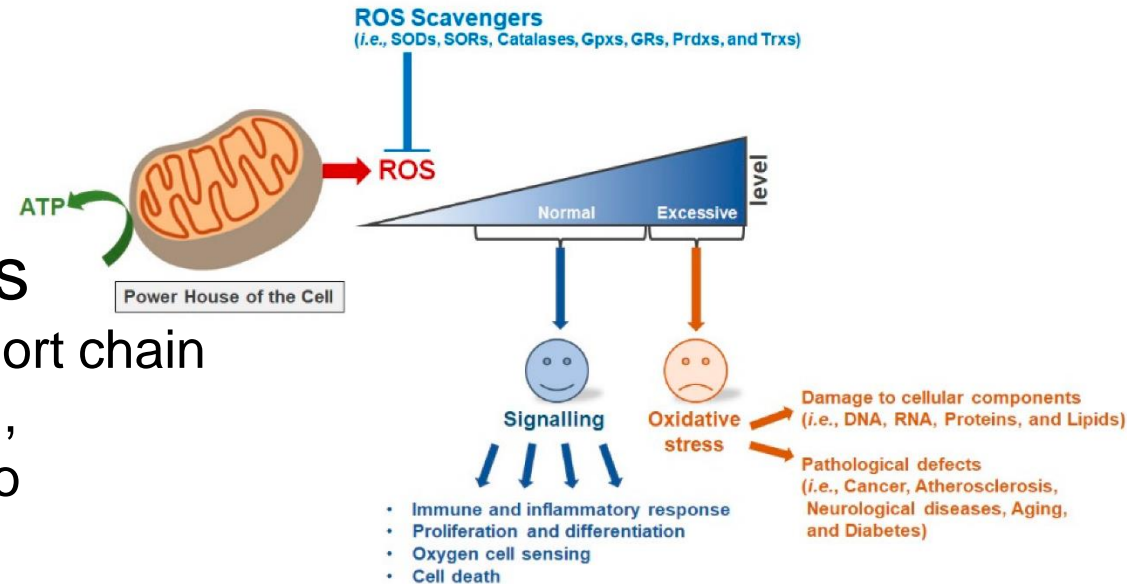 ROS Scavengers
(i.e., SODs, SORs, Catalases, Gpxs, GRs, Prdxs, and Trxs)
ROS
level
ATP
Normal
Excessive
s
Power House of the Cell
ort chain
,
o
Signalling
Oxidative
stress
Damage to cellular components
(i.e., DNA, RNA, Proteins, and Lipids)
Pathological defects
(i.e., Cancer, Atherosclerosis,
Neurological diseases, Aging,
and Diabetes)
• Immune and inflammatory response
• Proliferation and differentiation
• Oxygen cell sensing
• Cell death